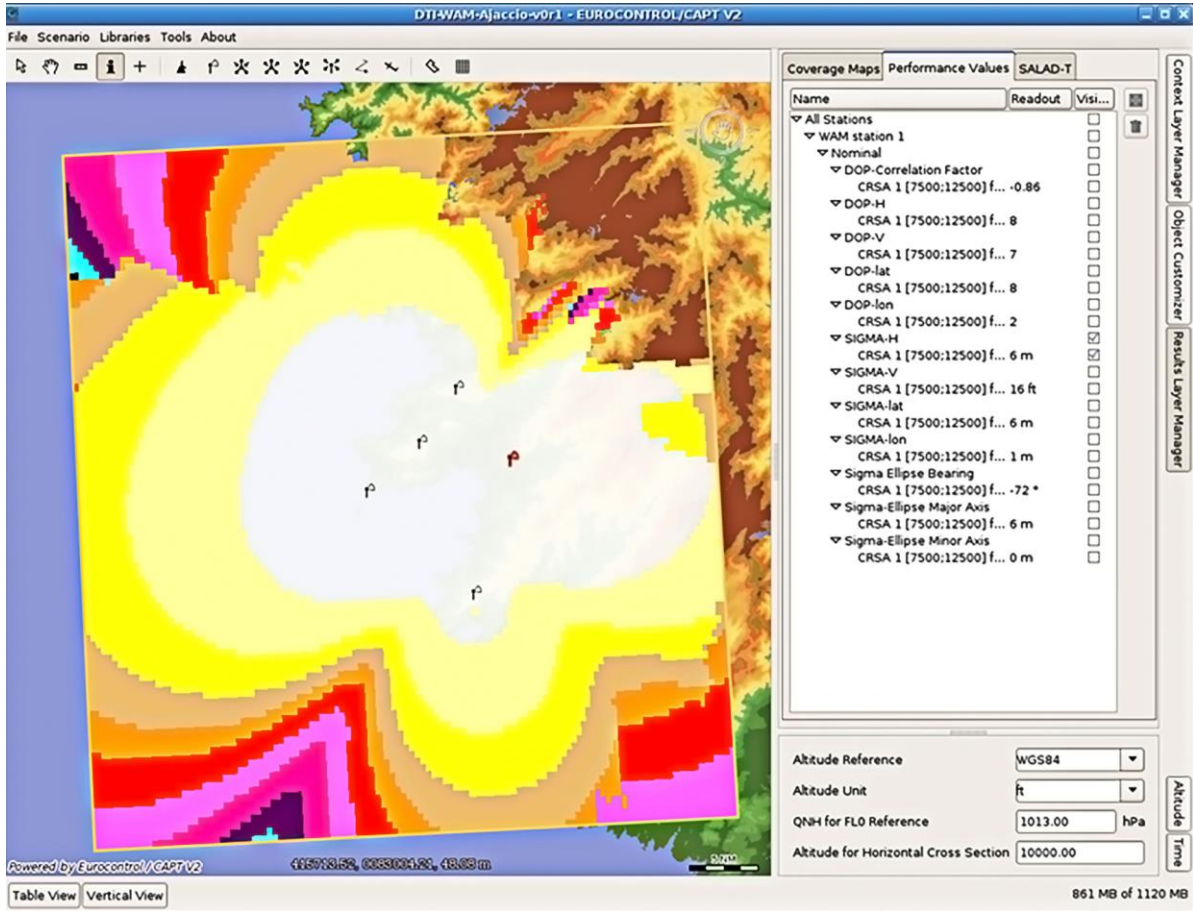 DTI-WAM-Ajaccio-v0r1 - EUROCONTROL/CAPT V2
File Scenario Libraries Tools About
Coverage Maps Performance Values SALAD-T
Name Readout Visi...
All Stations
WAM station 1
Nominal
DOP-Correlation Factor
CRSA 1 [7500;12500] f... -0.86
DOP-H
CRSA 1 [7500;12500] f... 8
DOP-V
CRSA 1 [7500;12500] f... 7
DOP-lat
CRSA 1 [7500;12500] f... 8
DOP-lon
CRSA 1 [7500;12500] f... 2
SIGMA-H
CRSA 1 [7500;12500] f... 6 m
SIGMA-V
CRSA 1 [7500;12500] f... 16 ft
SIGMA-lat
CRSA 1 [7500;12500] f... 6 m
SIGMA-lon
CRSA 1 [7500;12500] f... 1 m
Sigma Ellipse Bearing
CRSA 1 [7500;12500] f... -72 °
Sigma-Ellipse Major Axis
CRSA 1 [7500;12500] f... 6 m
Sigma-Ellipse Minor Axis
CRSA 1 [7500;12500] f... 0 m
Context Layer Manager
Object Customizer
Results Layer Manager
Altitude Reference WGS84
Altitude Unit ft
QNH for FL0 Reference 1013.00 hPa
Altitude for Horizontal Cross Section 10000.00
Altitude
Time
Powered by Eurocontrol / CAPT V2
5 NM
Table View Vertical View
861 MB of 1120 MB